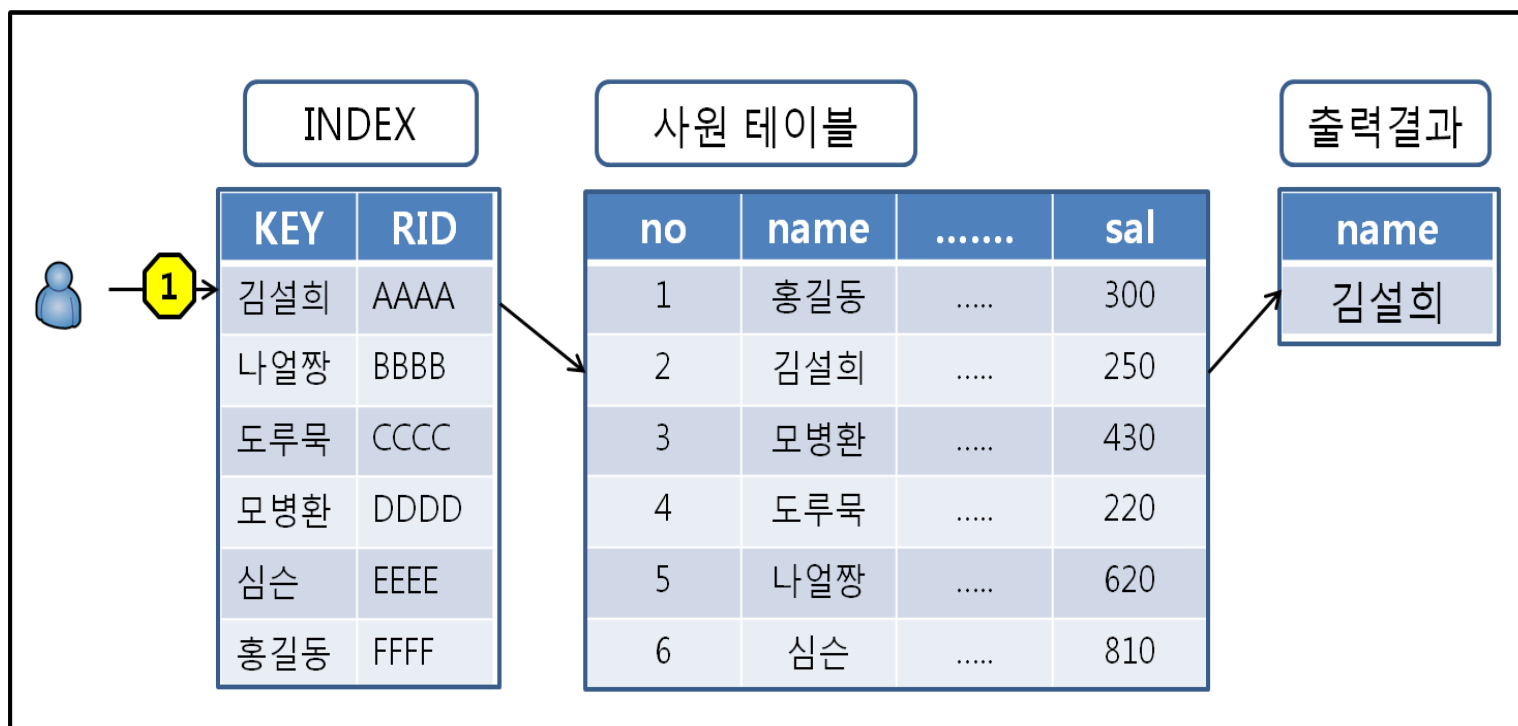 INDEX 사원 테이블 출력결과
KEY RID no name ....... sal name
1
김설희 AAAA 1 홍길동 ..... 300 김설희
나얼짱 BBBB 2 김설희 ..... 250
도루묵 CCCC 3 모병환 ..... 430
모병환 DDDD 4 도루묵 ..... 220
심슨 EEEE 5 나얼짱 ..... 620
홍길동 FFFF 6 심슨 ..... 810